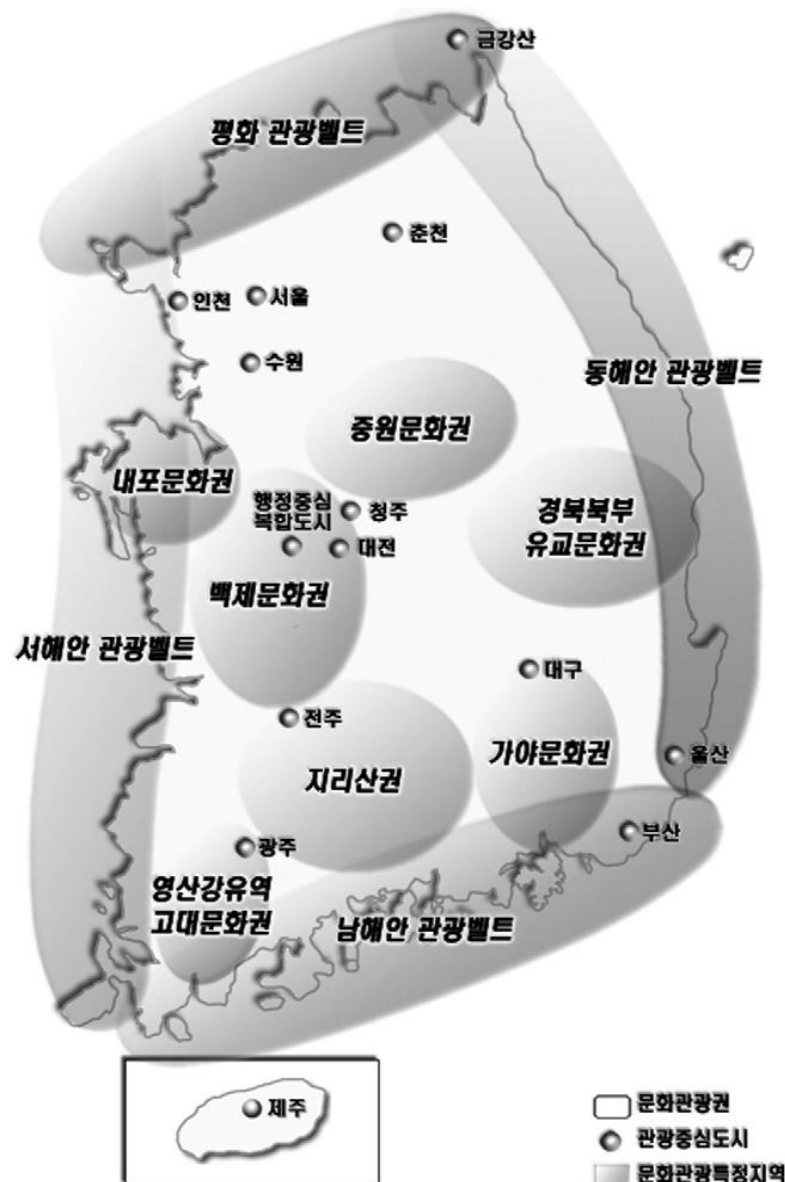 금강산
평화 관광벨트
춘천
인천
서울
수원
동해안 관광벨트
중원문화권
내포문화권
행정중심
복합도시
청주
대전
경북북부
유교문화권
백제문화권
서해안 관광벨트
대구
전주
가야문화권
울산
지리산권
부산
광주
영산강유역
고대문화권
남해안 관광벨트
제주
문화관광권
관광중심도시
문화관광특정지역